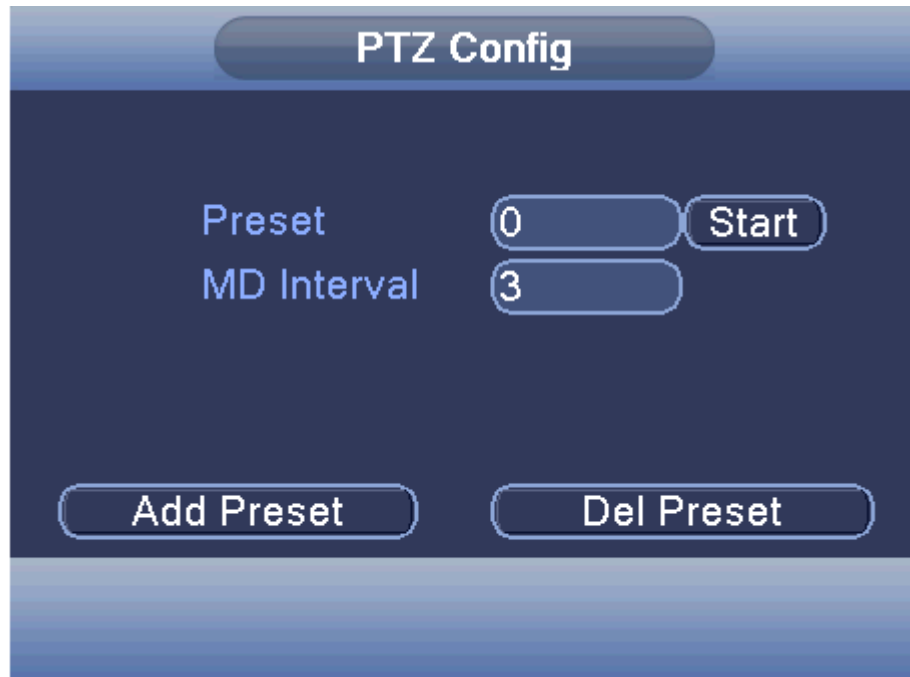 PTZ Config
Preset 0 Start
MD Interval 3
Add Preset Del Preset